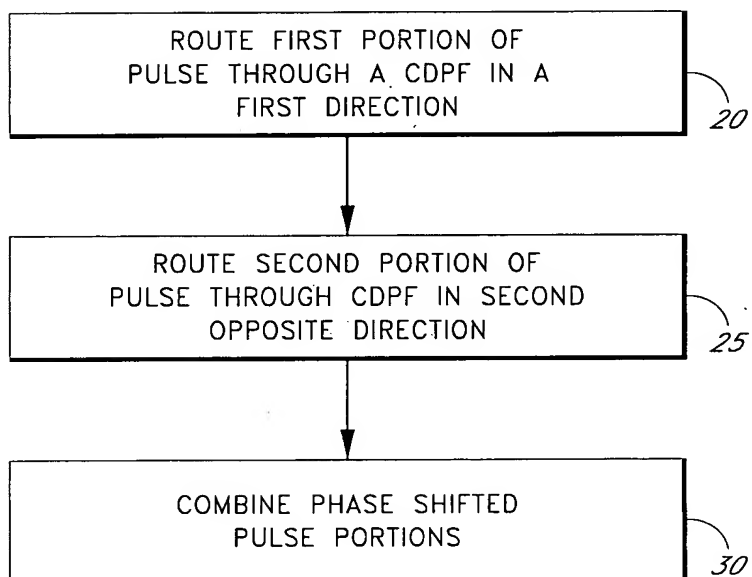 ROUTE FIRST PORTION OF
PULSE THROUGH A CDPF IN A
FIRST DIRECTION
20
ROUTE SECOND PORTION OF
PULSE THROUGH CDPF IN SECOND
OPPOSITE DIRECTION
25
COMBINE PHASE SHIFTED
PULSE PORTIONS
30